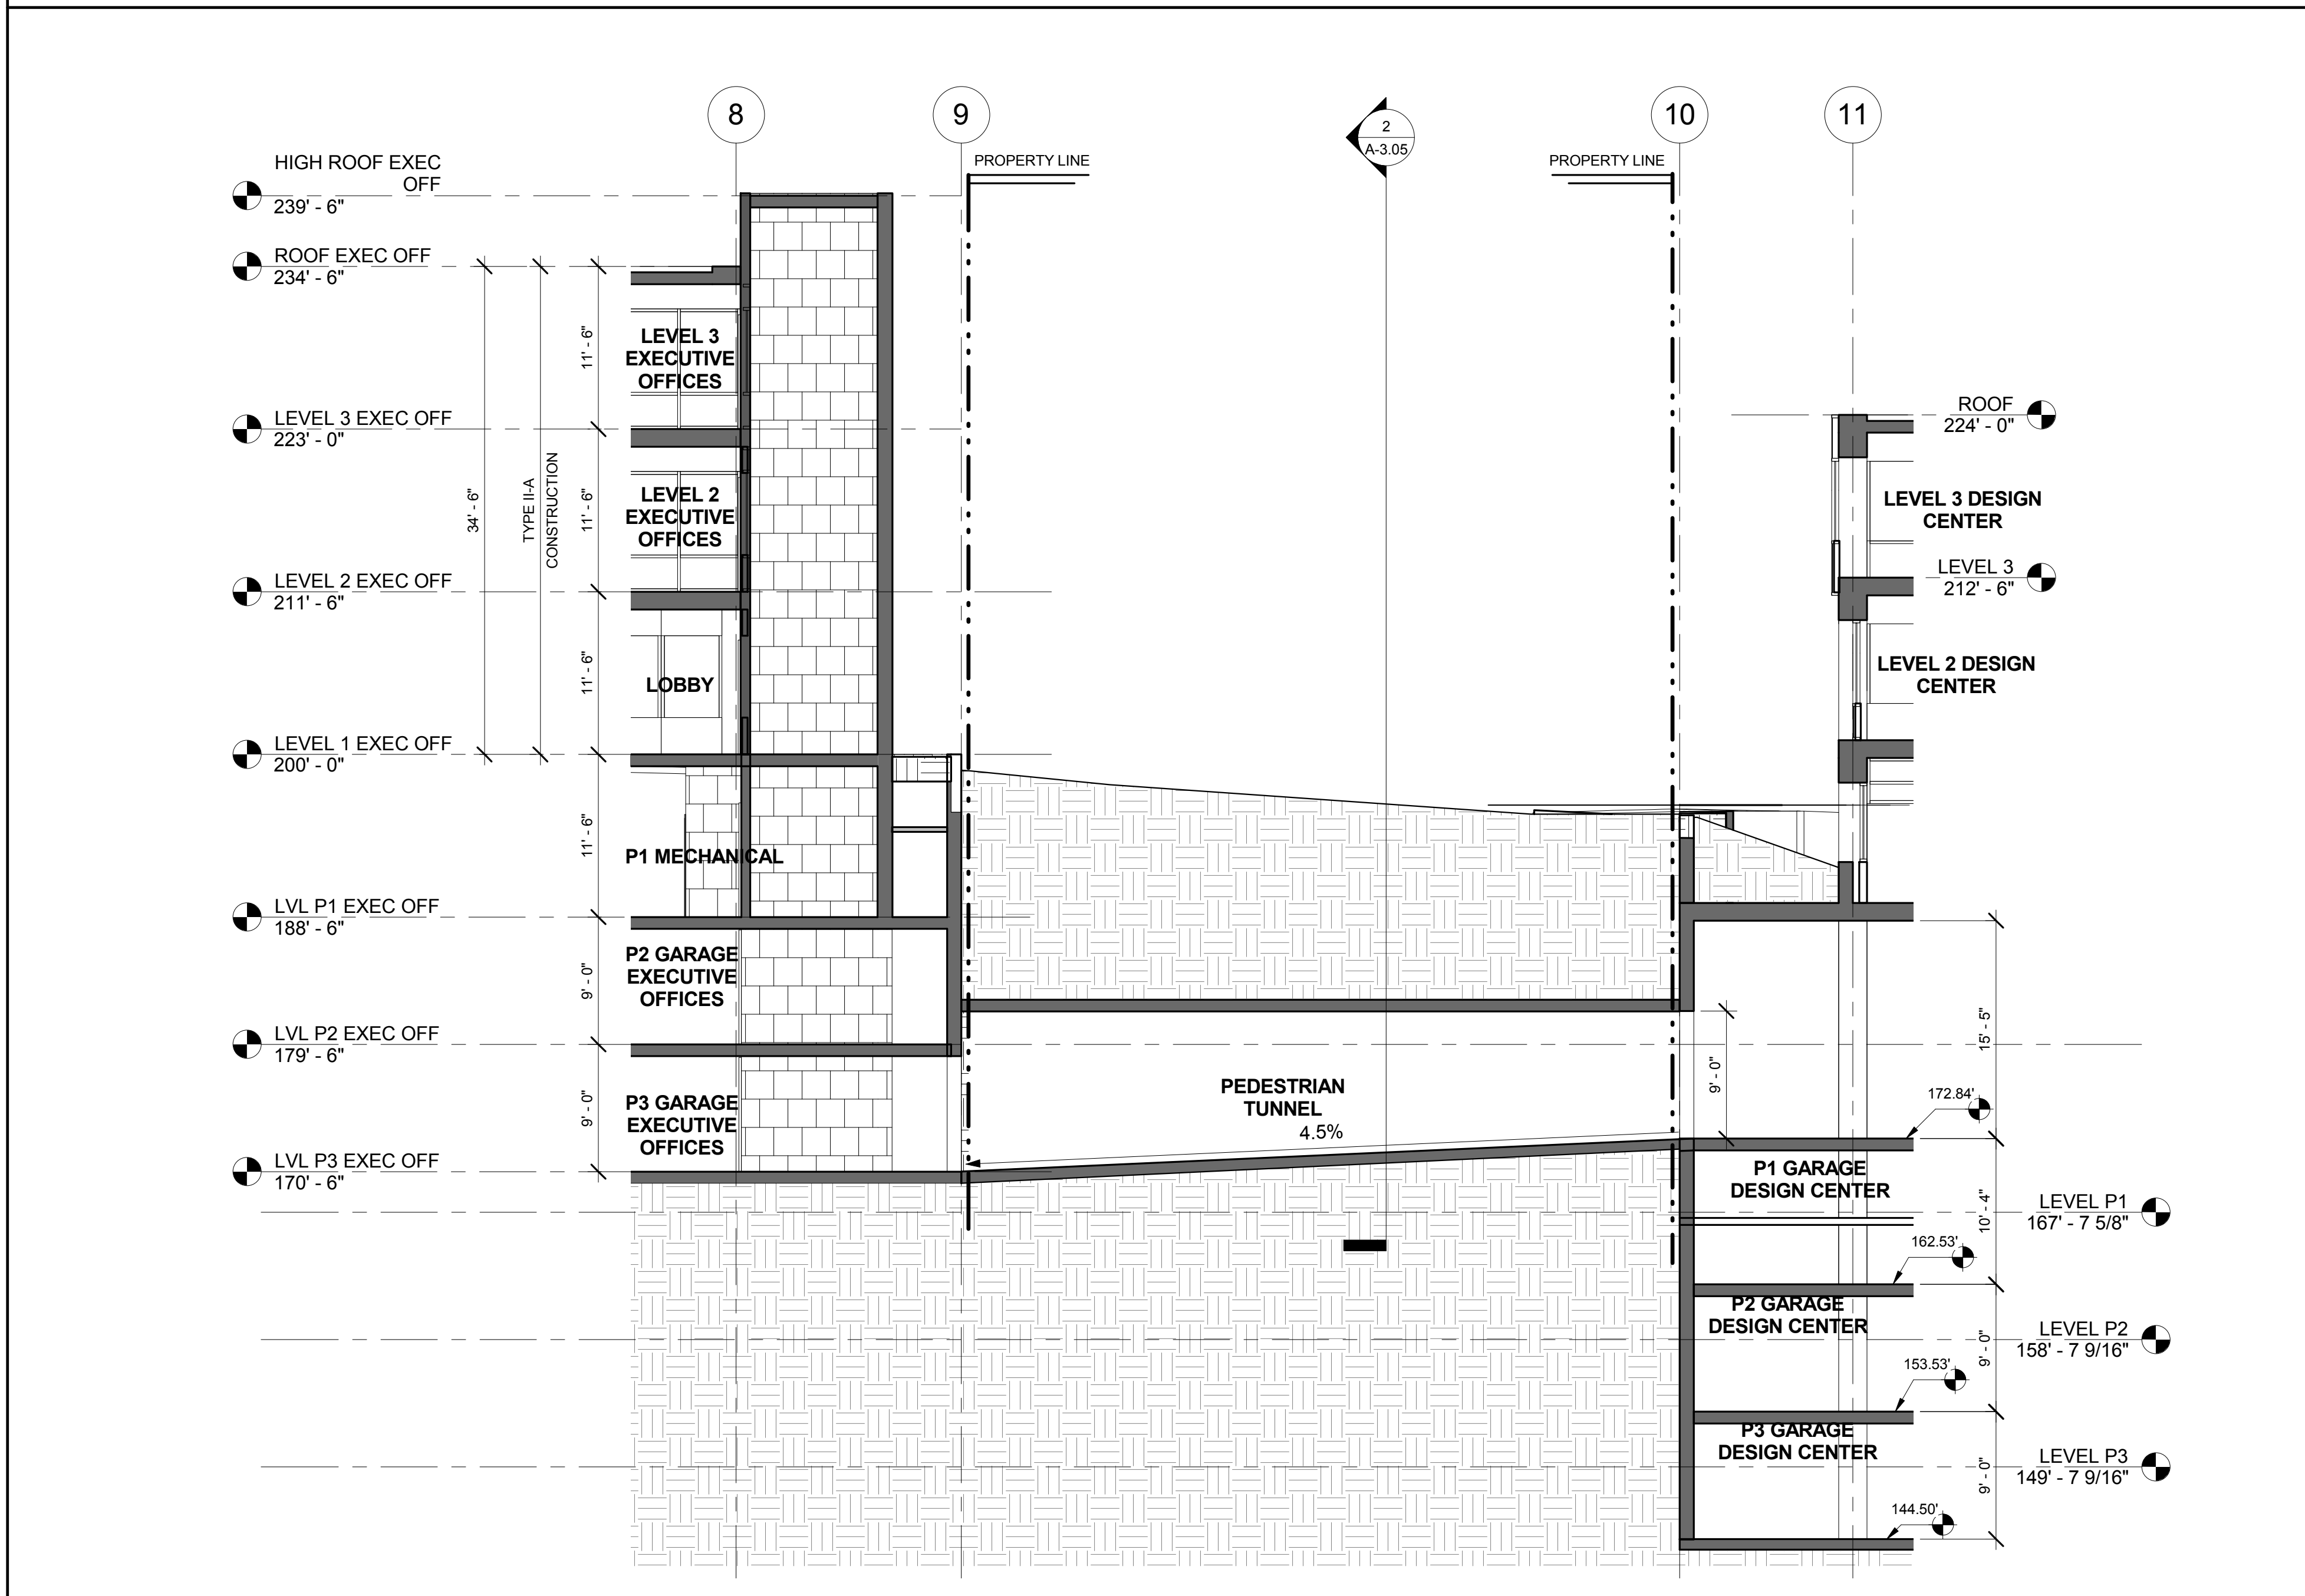 8
9
10
11
2
A-3.05
PROPERTY LINE
PROPERTY LINE
HIGH ROOF EXEC
OFF
239' - 6"
ROOF EXEC OFF
234' - 6"
LEVEL 3 EXEC OFF
223' - 0"
LEVEL 2 EXEC OFF
211' - 6"
LEVEL 1 EXEC OFF
200' - 0"
LVL P1 EXEC OFF
188' - 6"
LVL P2 EXEC OFF
179' - 6"
LVL P3 EXEC OFF
170' - 6"
34' - 6"
TYPE II-A
CONSTRUCTION
11' - 6"
11' - 6"
11' - 6"
11' - 6"
9' - 0"
9' - 0"
LEVEL 3
EXECUTIVE
OFFICES
LEVEL 2
EXECUTIVE
OFFICES
LOBBY
P1 MECHANICAL
P2 GARAGE
EXECUTIVE
OFFICES
P3 GARAGE
EXECUTIVE
OFFICES
PEDESTRIAN
TUNNEL
4.5%
9' - 0"
ROOF
224' - 0"
LEVEL 3 DESIGN
CENTER
LEVEL 3
212' - 6"
LEVEL 2 DESIGN
CENTER
15' - 5"
172.84'
P1 GARAGE
DESIGN CENTER
10' - 4"
LEVEL P1
167' - 7 5/8"
162.53'
P2 GARAGE
DESIGN CENTER
9' - 0"
LEVEL P2
158' - 7 9/16"
153.53'
P3 GARAGE
DESIGN CENTER
9' - 0"
LEVEL P3
149' - 7 9/16"
144.50'